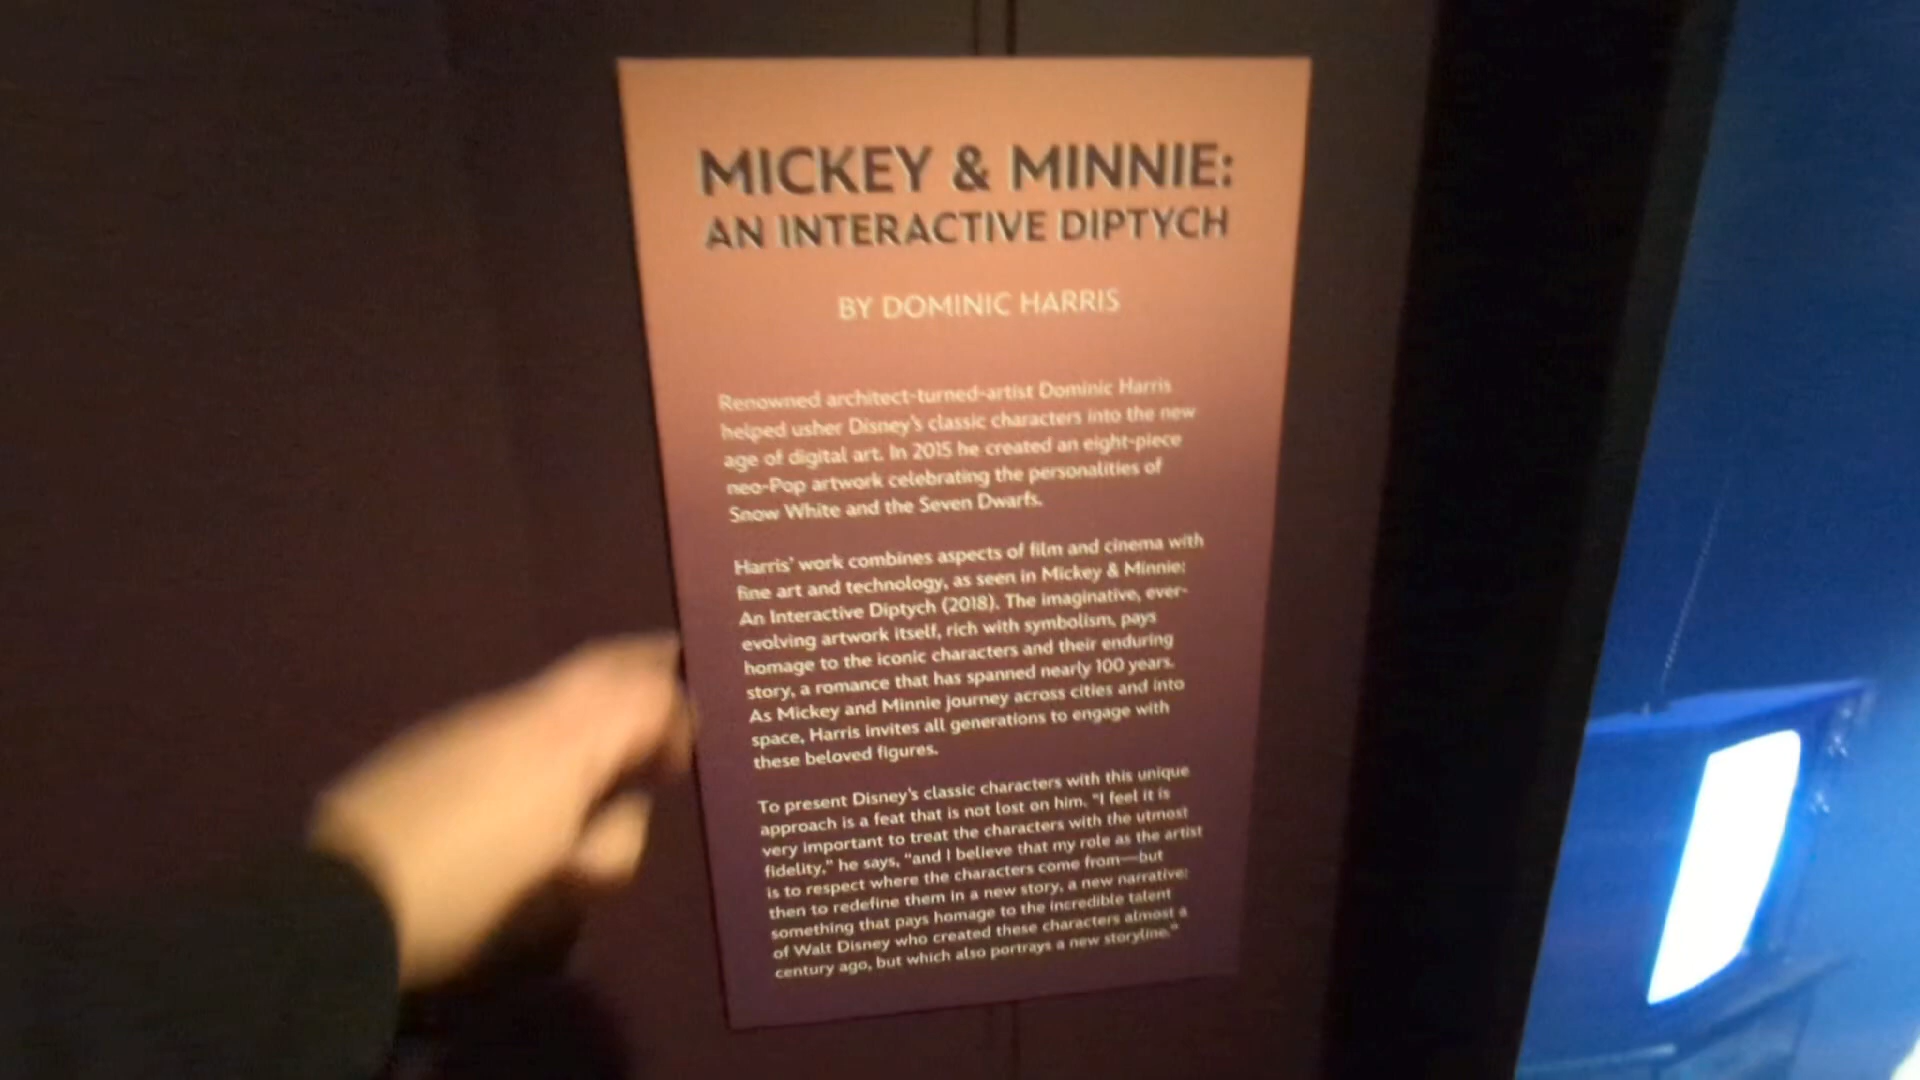 MICKEY & MINNIE:
AN INTERACTIVE DIPTYCH
BY DOMINIC HARRIS
Renowned architect-turned-artist Dominic Harris
helped usher Disney's classic characters into the new
age of digital art. In 2015 he created an eight-piece
neo-Pop artwork celebrating the personalities of
Snow White and the Seven Dwarfs.
Harris' work combines aspects of film and cinema with
fine art and technology, as seen in Mickey & Minnie:
An Interactive Diptych (2018). The imaginative, ever-
evolving artwork itself, rich with symbolism, pays
homage to the iconic characters and their enduring
story, a romance that has spanned nearly 100 years.
As Mickey and Minnie journey across cities and into
space, Harris invites all generations to engage with
these beloved figures.
To present Disney's classic characters with this unique
approach is a feat that is not lost on him. "I feel it is
very important to treat the characters with the utmost
fidelity," he says, "and I believe that my role as the artist
is to respect where the characters come from—but
then to redefine them in a new story, a new narrative;
something that pays homage to the incredible talent
of Walt Disney who created these characters almost a
century ago, but which also portrays a new storyline."